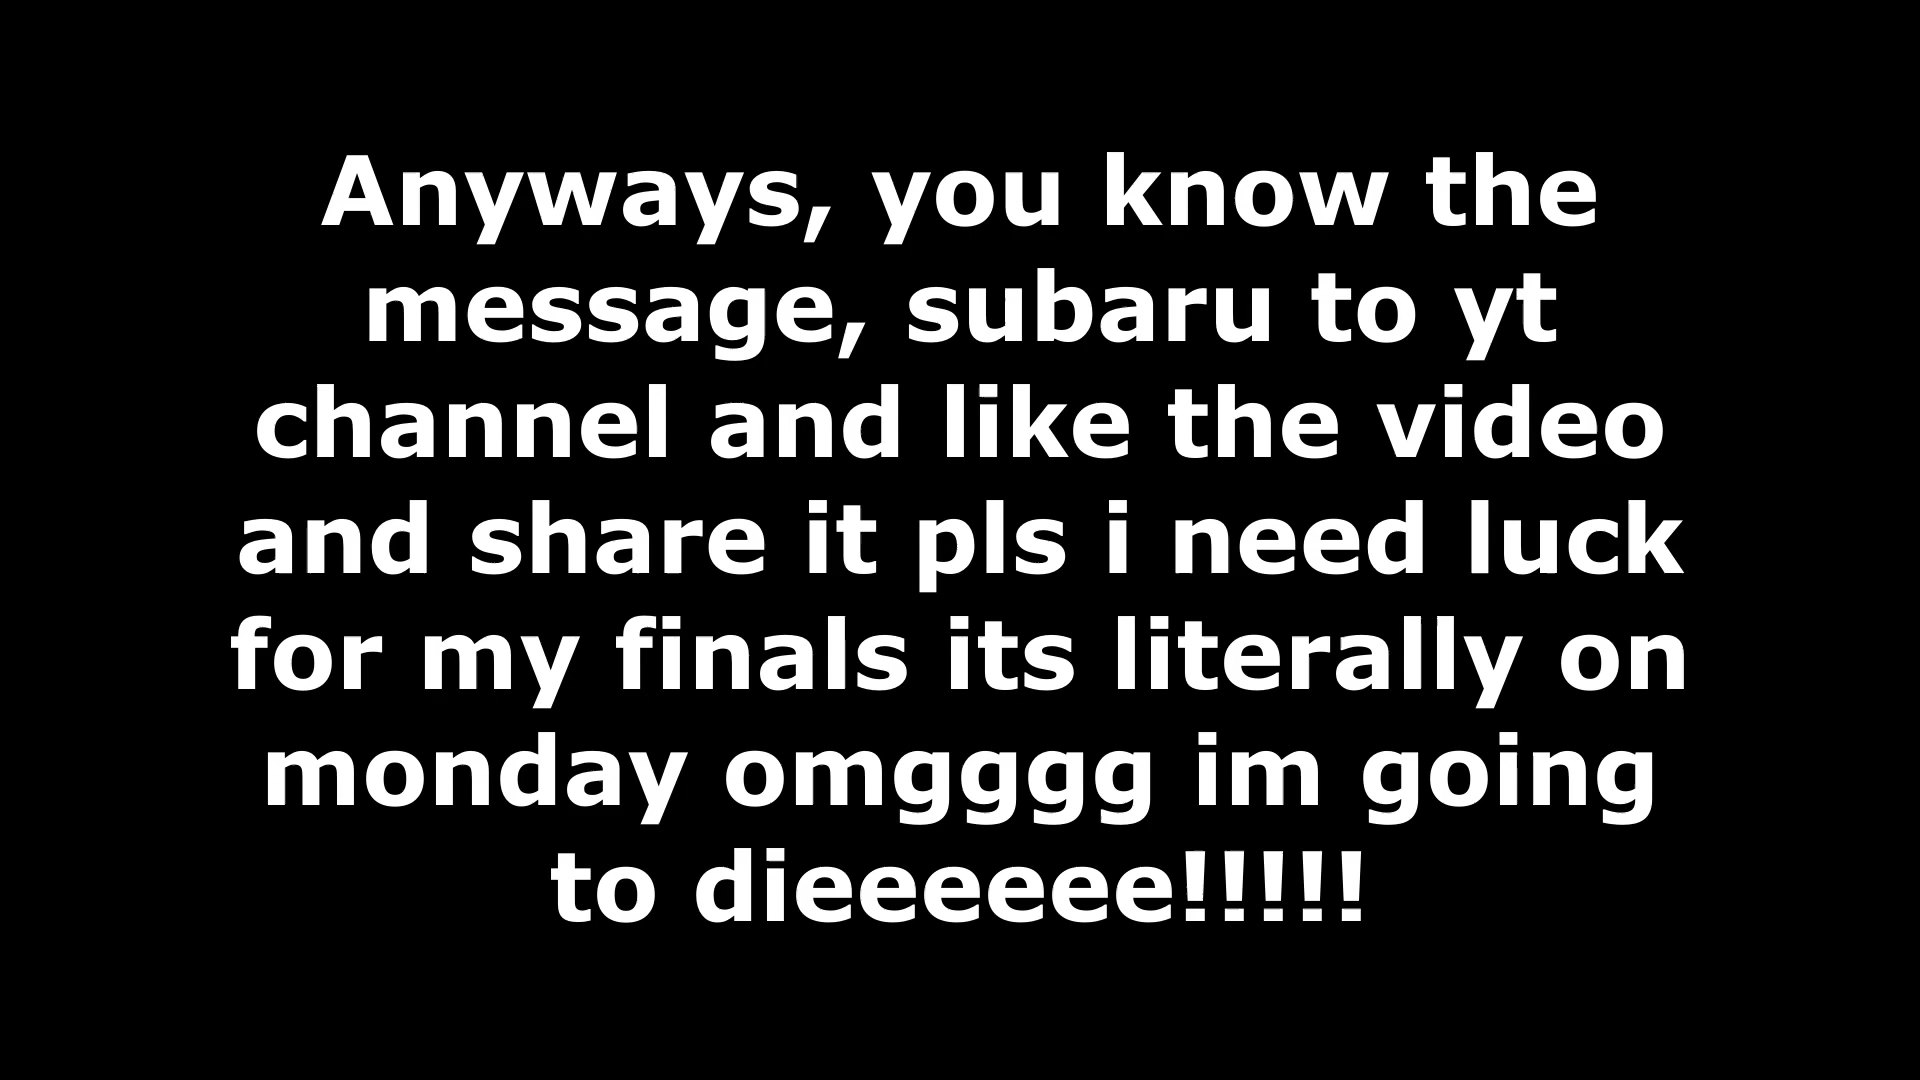 Anyways, you know the
message, subaru to yt
channel and like the video
and share it pls i need luck
for my finals its literally on
monday omgggg im going
to dieeeeee!!!!!